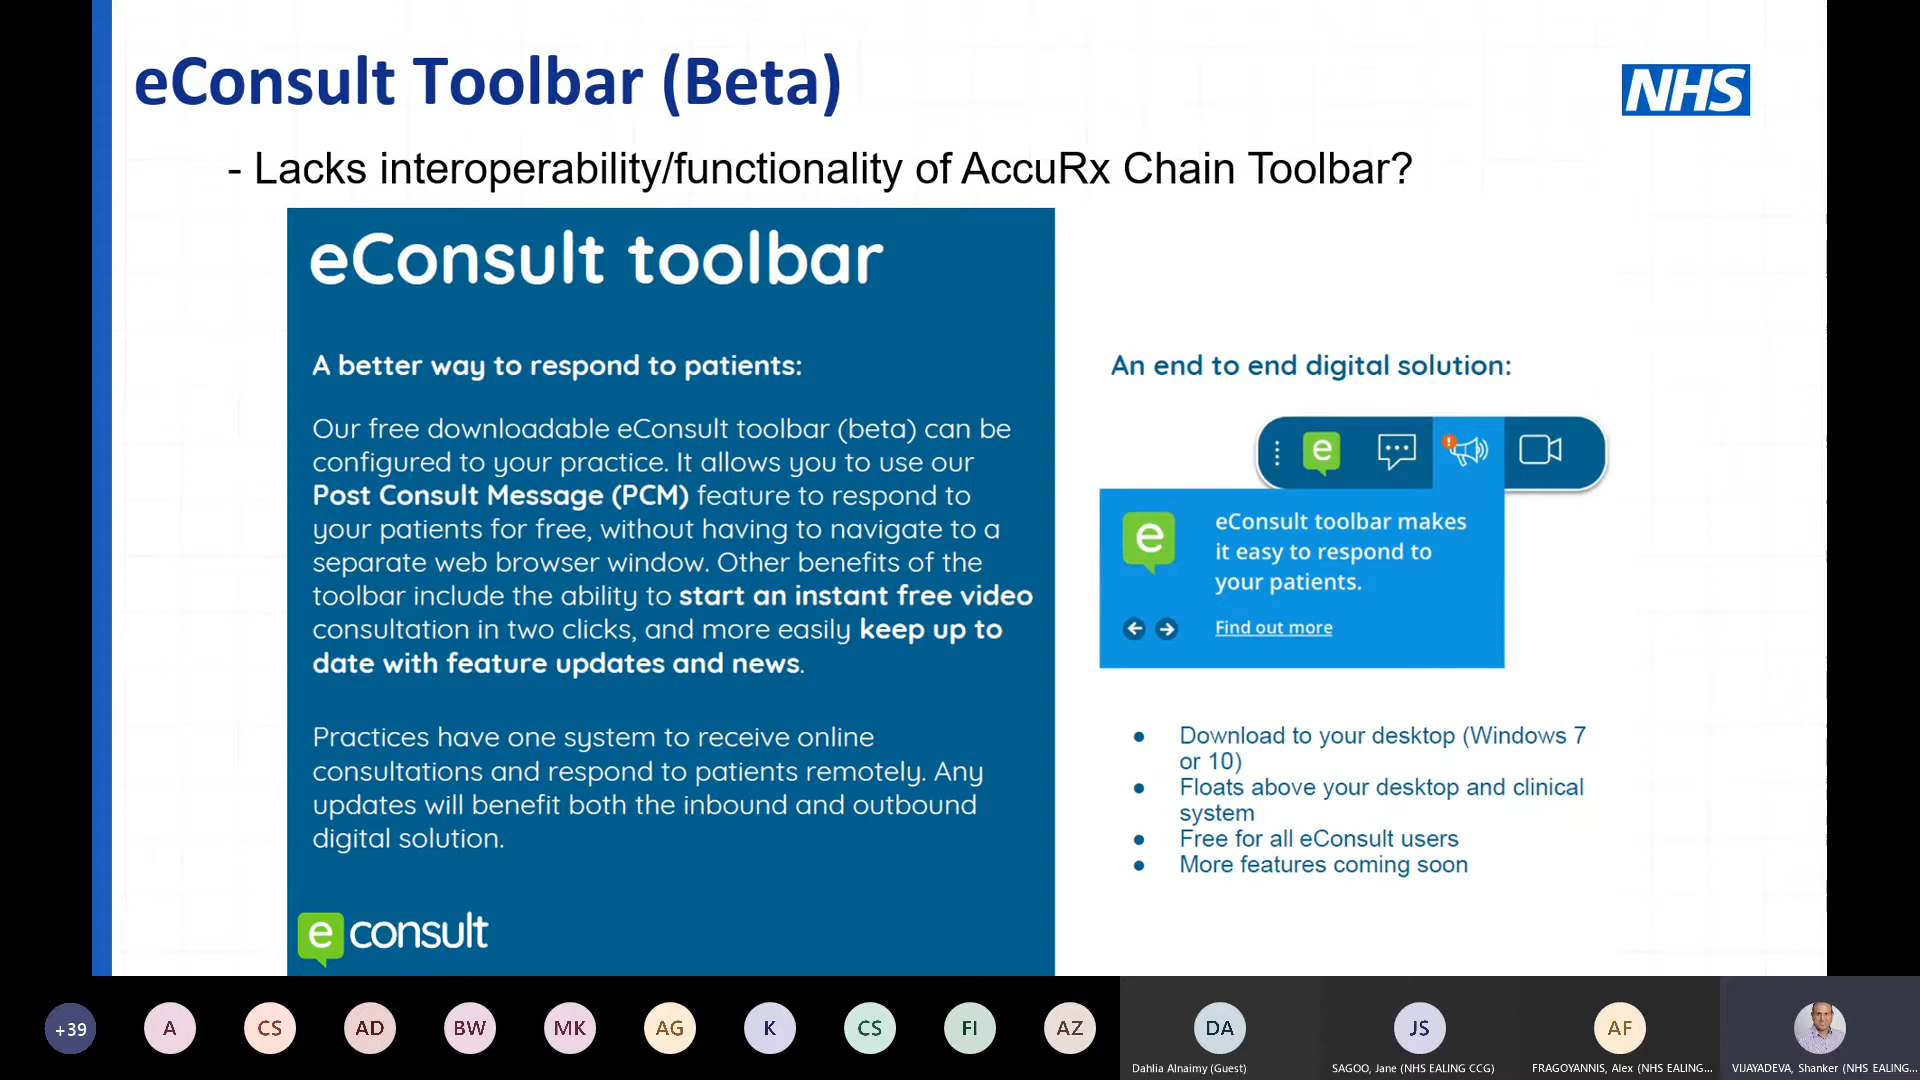 eConsult Toolbar (Beta)
NHS
- Lacks interoperability/functionality of AccuRx Chain Toolbar?
eConsult toolbar
A better way to respond to patients:
Our free downloadable eConsult toolbar (beta) can be
configured to your practice. It allows you to use our
Post Consult Message (PCM) feature to respond to
your patients for free, without having to navigate to a
separate web browser window. Other benefits of the
toolbar include the ability to start an instant free video
consultation in two clicks, and more easily keep up to
date with feature updates and news.
Practices have one system to receive online
consultations and respond to patients remotely. Any
updates will benefit both the inbound and outbound
digital solution.
e consult
An end to end digital solution:
e
!
e
eConsult toolbar makes
it easy to respond to
your patients.
Find out more
● Download to your desktop (Windows 7
or 10)
● Floats above your desktop and clinical
system
● Free for all eConsult users
● More features coming soon
+39
A
CS
AD
BW
MK
AG
K
CS
FI
AZ
DA
Dahlia Alnaimy (Guest)
JS
SAGOO, Jane (NHS EALING CCG)
AF
FRAGOYANNIS, Alex (NHS EALING...
VIJAYADEVA, Shanker (NHS EALING...